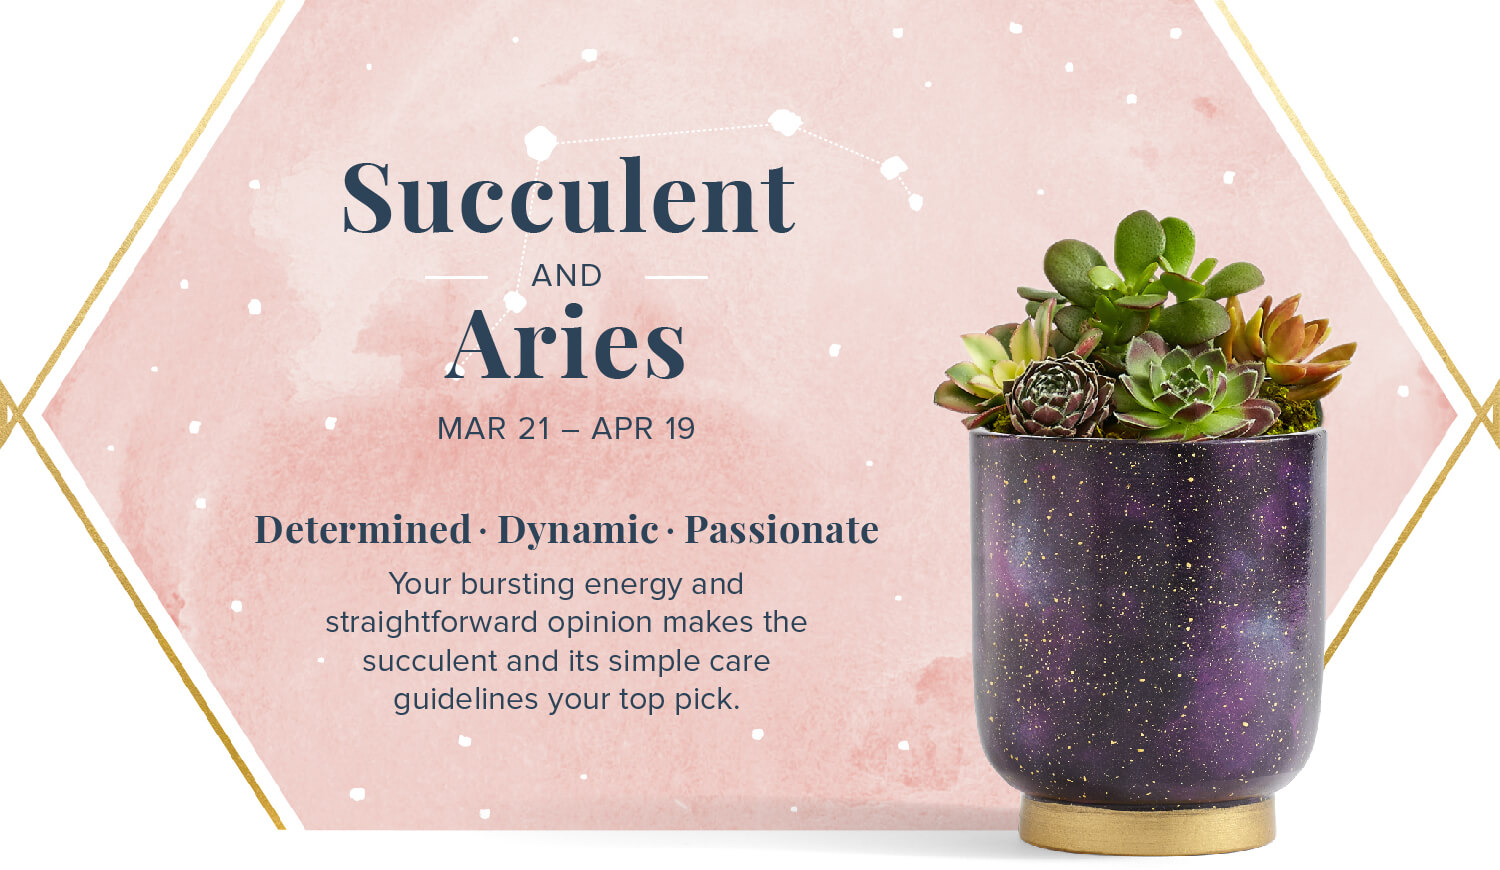 Succulent
AND
Aries
MAR 21 – APR 19
Determined · Dynamic · Passionate
Your bursting energy and
straightforward opinion makes the
succulent and its simple care
guidelines your top pick.